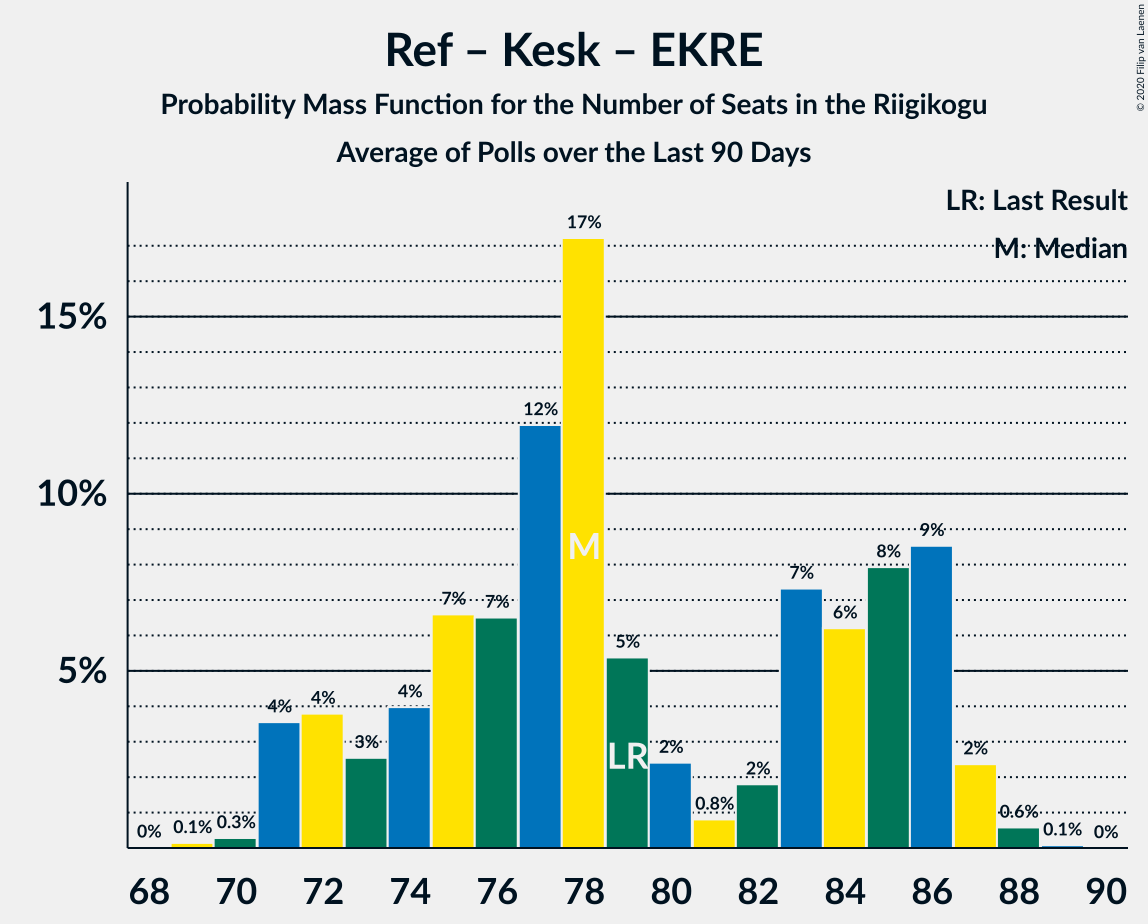 Ref – Kesk – EKRE
Probability Mass Function for the Number of Seats in the Riigikogu
Average of Polls over the Last 90 Days
© 2020 Filip van Laenen
LR: Last Result
M: Median
15%
10%
5%
0%
0.1%
0.3%
4%
4%
3%
4%
7%
7%
12%
17%
5%
2%
0.8%
2%
7%
6%
8%
9%
2%
0.6%
0.1%
0%
M
LR
68 70 72 74 76 78 80 82 84 86 88 90